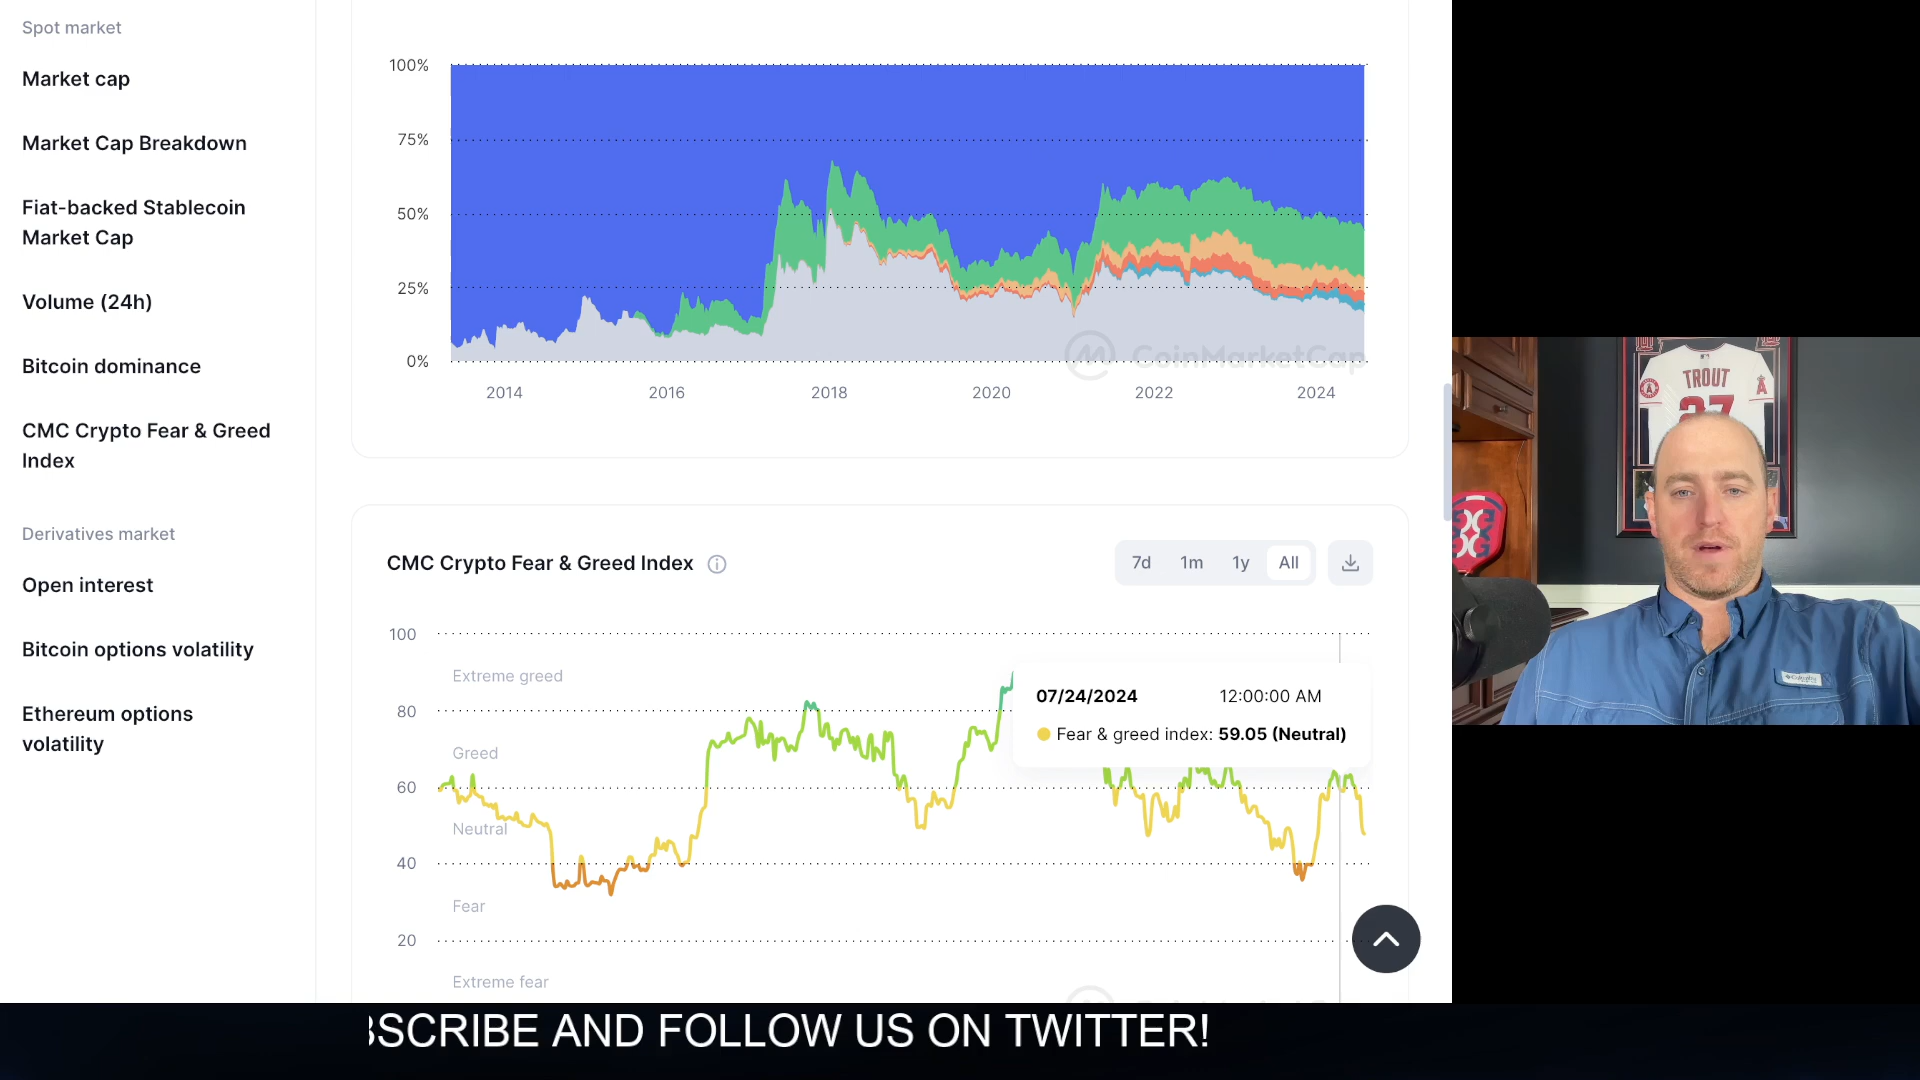 Spot market
Market cap
Market Cap Breakdown
Fiat-backed Stablecoin
Market Cap
Volume (24h)
Bitcoin dominance
CMC Crypto Fear & Greed
Index
Derivatives market
Open interest
Bitcoin options volatility
Ethereum options
volatility
100%
75%
50%
25%
0%
CoinMarketCap
2014 2016 2018 2020 2022 2024
CMC Crypto Fear & Greed Index
7d 1m 1y All
100
Extreme greed
80
Greed
60
Neutral
40
Fear
20
Extreme fear
07/24/2024 12:00:00 AM
Fear & greed index: 59.05 (Neutral)
TROUT
27
Columbia
BSCRIBE AND FOLLOW US ON TWITTER!